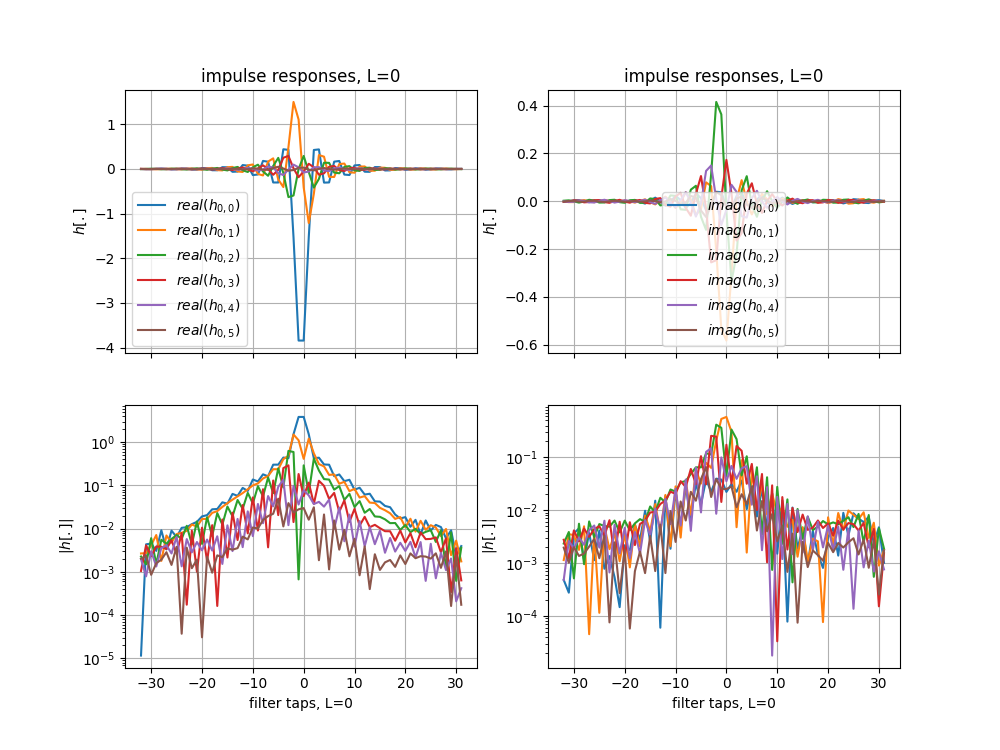 impulse responses, L=0
1
0
−1
−2
−3
−4
h[.]
real(h0,0)
real(h0,1)
real(h0,2)
real(h0,3)
real(h0,4)
real(h0,5)
impulse responses, L=0
0.4
0.2
0.0
−0.2
−0.4
−0.6
h[.]
imag(h0,0)
imag(h0,1)
imag(h0,2)
imag(h0,3)
imag(h0,4)
imag(h0,5)
10^0
10^−1
10^−2
10^−3
10^−4
10^−5
|h[.]|
−30 −20 −10 0 10 20 30
filter taps, L=0
10^−1
10^−2
10^−3
10^−4
|h[.]|
−30 −20 −10 0 10 20 30
filter taps, L=0